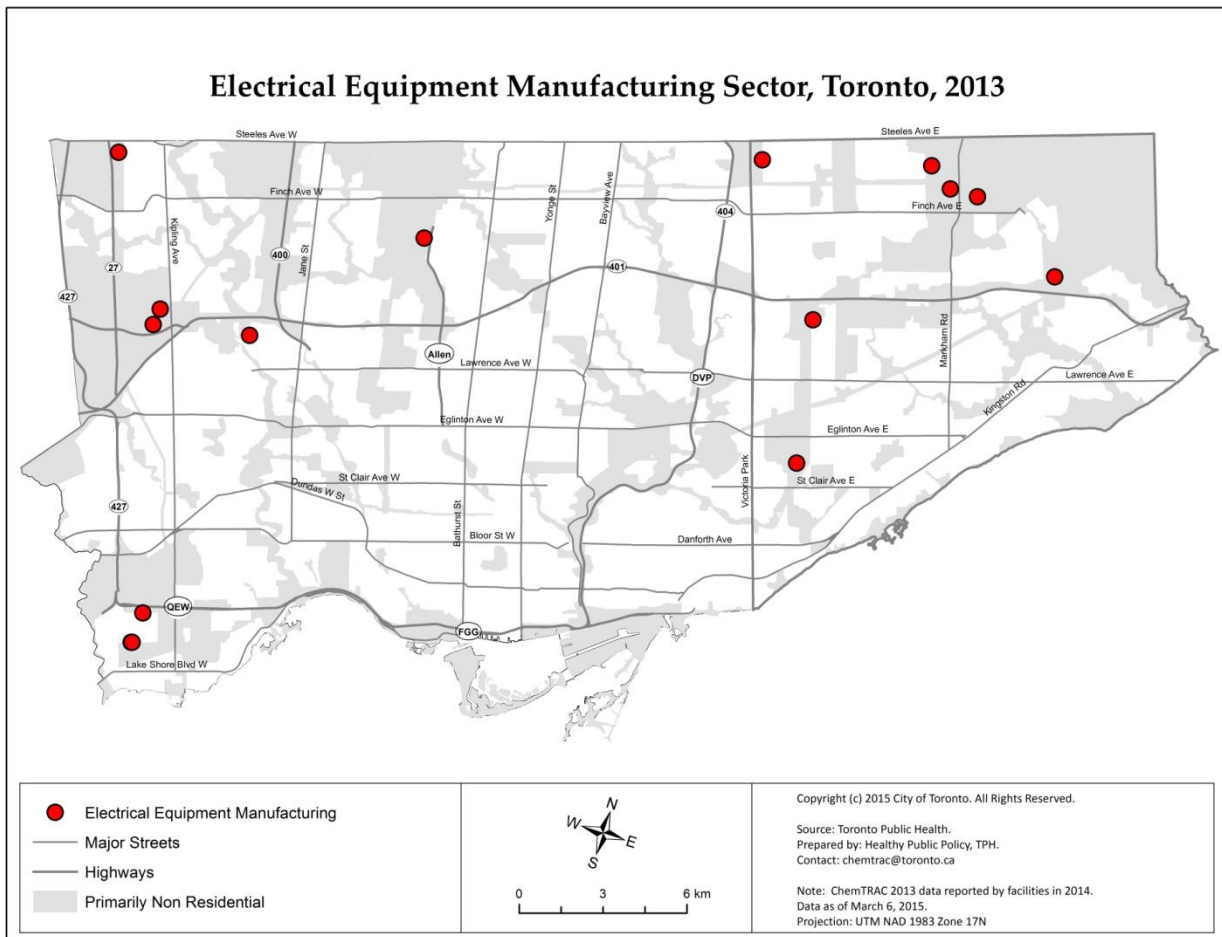 Electrical Equipment Manufacturing Sector, Toronto, 2013
Steeles Ave W
Steeles Ave E
Finch Ave W
Finch Ave E
Kipling Ave
Jane St
Yonge St
Bayview Ave
404
400
401
27
427
Markham Rd
Allen
Lawrence Ave W
DVP
Lawrence Ave E
Kingston Rd
Eglinton Ave W
Eglinton Ave E
Victoria Park
St Clair Ave W
St Clair Ave E
Dundas W St
427
Bathurst St
Bloor St W
Danforth Ave
QEW
FGG
Lake Shore Blvd W
Electrical Equipment Manufacturing
Major Streets
Highways
Primarily Non Residential
N
W
E
S
0 3 6 km
Copyright (c) 2015 City of Toronto. All Rights Reserved.
Source: Toronto Public Health.
Prepared by: Healthy Public Policy, TPH.
Contact: chemtrac@toronto.ca
Note: ChemTRAC 2013 data reported by facilities in 2014.
Data as of March 6, 2015.
Projection: UTM NAD 1983 Zone 17N